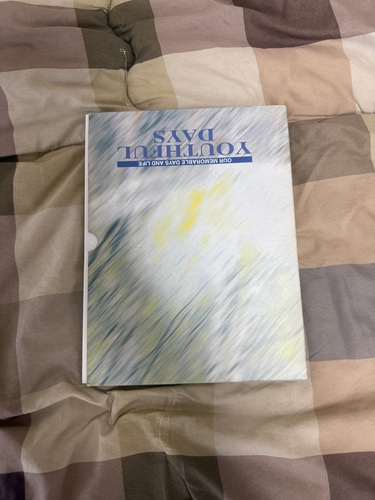 OUR MEMORABLE DAYS AND LIFE
YOUTHFUL
DAYS